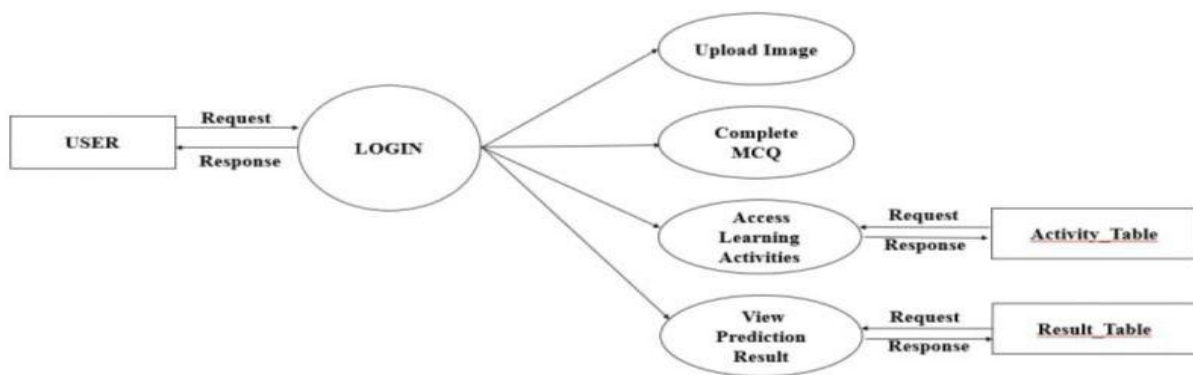 Upload Image
Request
USER
Response
LOGIN
Complete
MCQ
Access
Learning
Activities
Request
Response
Activity_Table
View
Prediction
Result
Request
Response
Result_Table